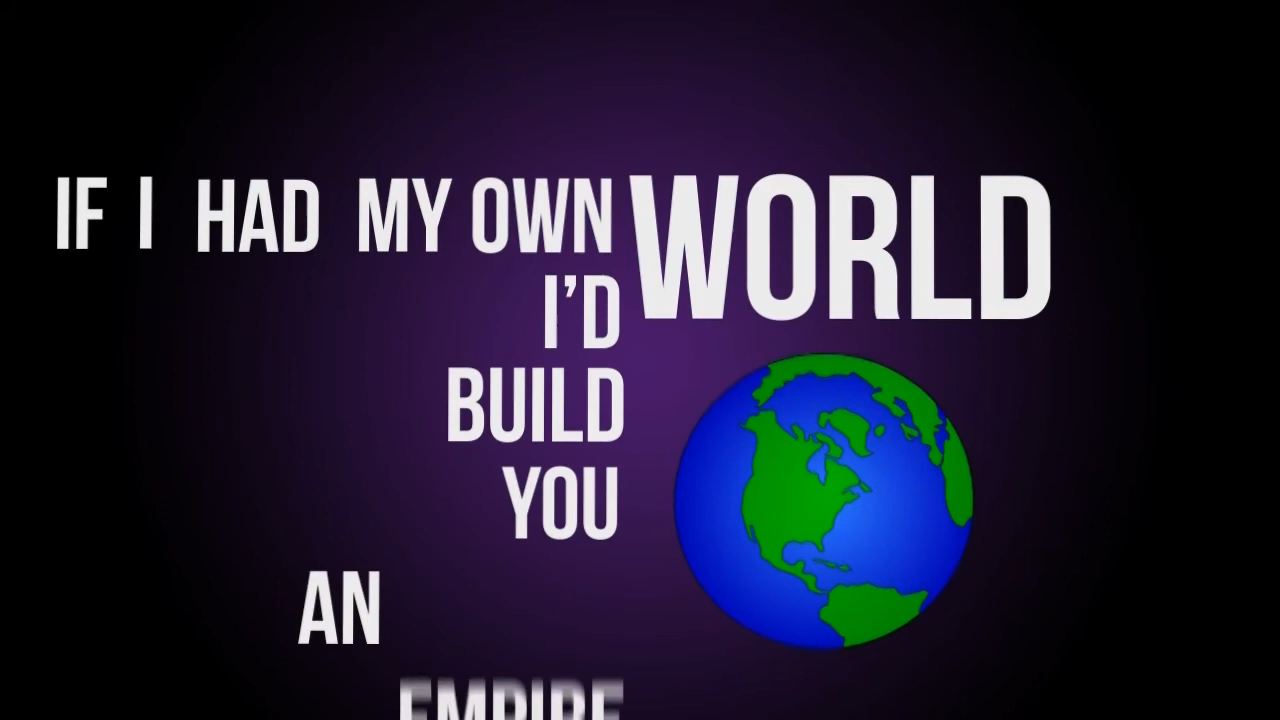 IF I HAD MY OWN WORLD
I'D
BUILD
YOU
AN
EMPIRE